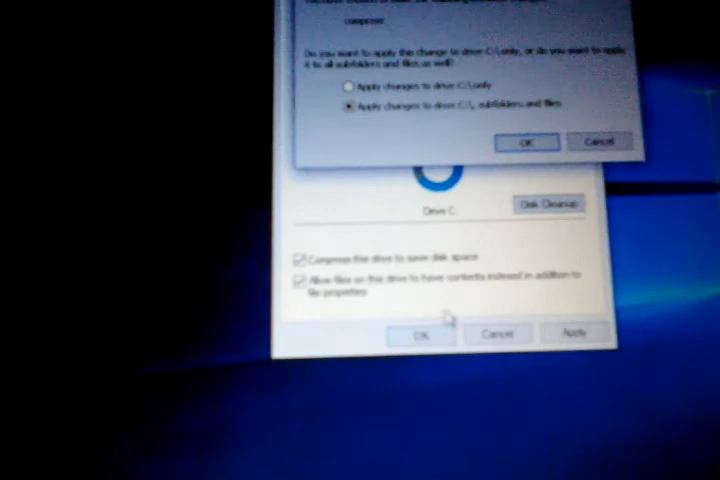 compress
Do you want to apply this change to drive C:\ only, or do you want to apply
it to all subfolders and files as well?
Apply changes to drive C:\ only
Apply changes to drive C:\, subfolders and files
OK
Cancel
Drive C:
Disk Cleanup
Compress this drive to save disk space
Allow files on this drive to have contents indexed in addition to
file properties
OK
Cancel
Apply